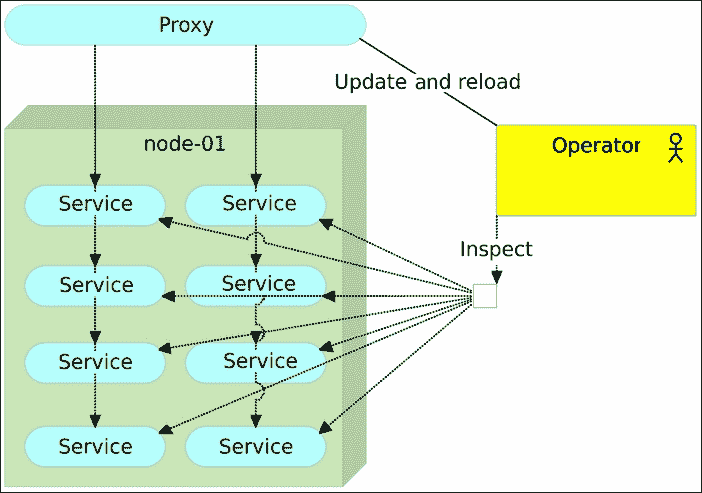 Proxy
Update and reload
node-01
Operator
Service
Service
Inspect
Service
Service
Service
Service
Service
Service